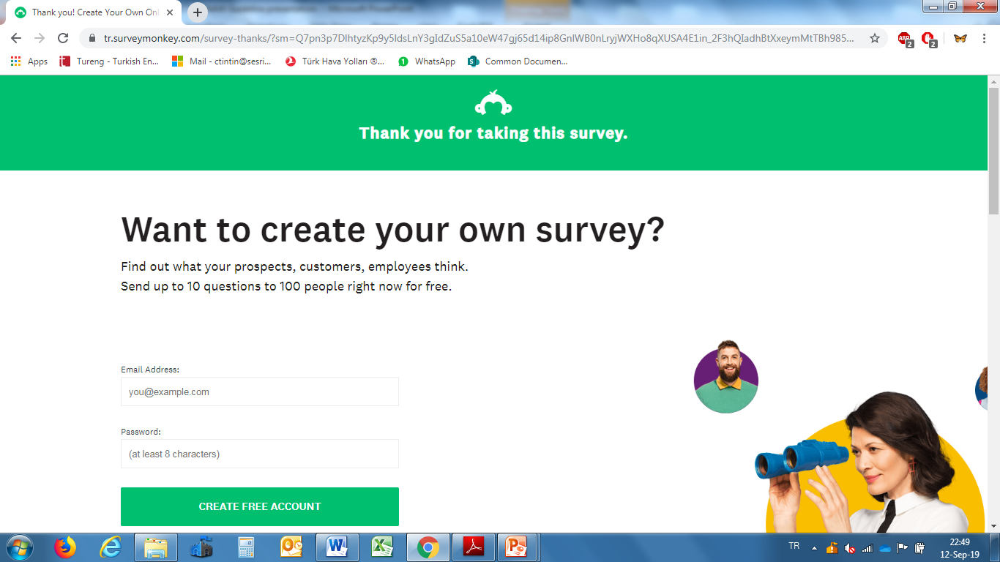 Thank you! Create Your Own Onl
tr.surveymonkey.com/survey-thanks/?sm=Q7pn3p7DlhtyzKp9y5IdsLnY3gIdZuS5a10eW47gj65d14ip8GnlWB0nLryjWXHo8qXUSA4E1in_2F3hQIadhBtXxeymMtTBh985...
2
2
Apps
Tureng - Turkish En...
Mail - ctintin@sesri...
Türk Hava Yolları ®...
WhatsApp
Common Documen...
Thank you for taking this survey.
Want to create your own survey?
Find out what your prospects, customers, employees think.
Send up to 10 questions to 100 people right now for free.
Email Address:
you@example.com
Password:
(at least 8 characters)
CREATE FREE ACCOUNT
TR
22:49
12-Sep-19